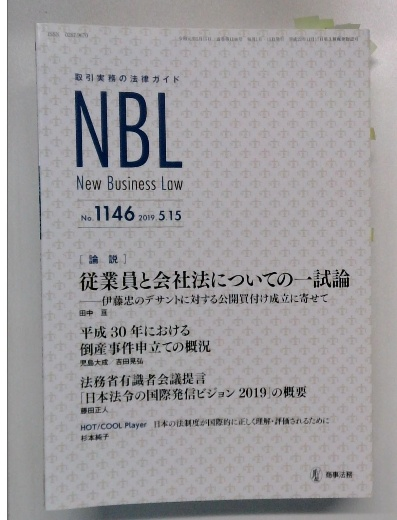 取引実務の法律ガイド
NBL
New Business Law
No.1146 2019.5.15
［論説］
従業員と会社法についての一試論
——伊藤忠のデサントに対する公開買付け成立に寄せて
田中 亘
平成30年における
倒産事件申立ての概況
児島大成 吉田晃弘
法務省有識者会議提言
「日本法令の国際発信ビジョン2019」の概要
藤田正人
HOT/COOL Player 日本の法制度が国際的に正しく理解・評価されるために
杉本純子
商事法務